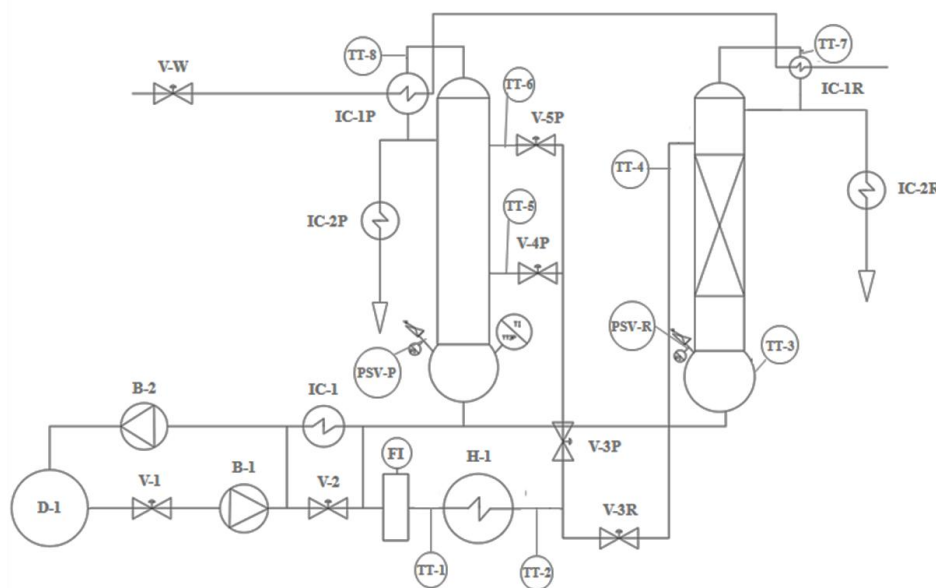 TT-8
TT-7
V-W
TT-6
IC-1P
IC-1R
V-5P
TT-4
IC-2R
TT-5
IC-2P
V-4P
TI
PSV-R
TT-3
PSV-P
B-2
IC-1
V-3P
FI
H-1
V-1
B-1
V-2
D-1
V-3R
TT-1
TT-2